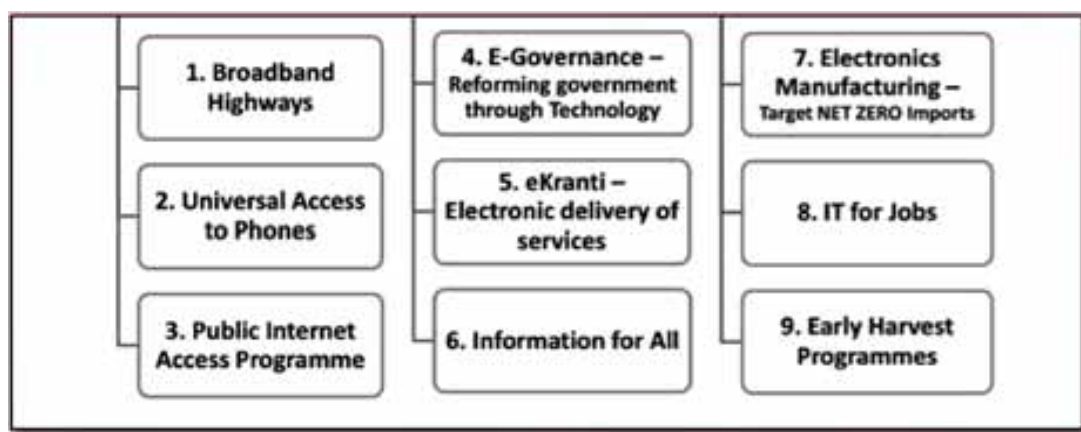 1. Broadband
Highways
2. Universal Access
to Phones
3. Public Internet
Access Programme
4. E-Governance –
Reforming government
through Technology
5. eKranti –
Electronic delivery of
services
6. Information for All
7. Electronics
Manufacturing –
Target NET ZERO Imports
8. IT for Jobs
9. Early Harvest
Programmes